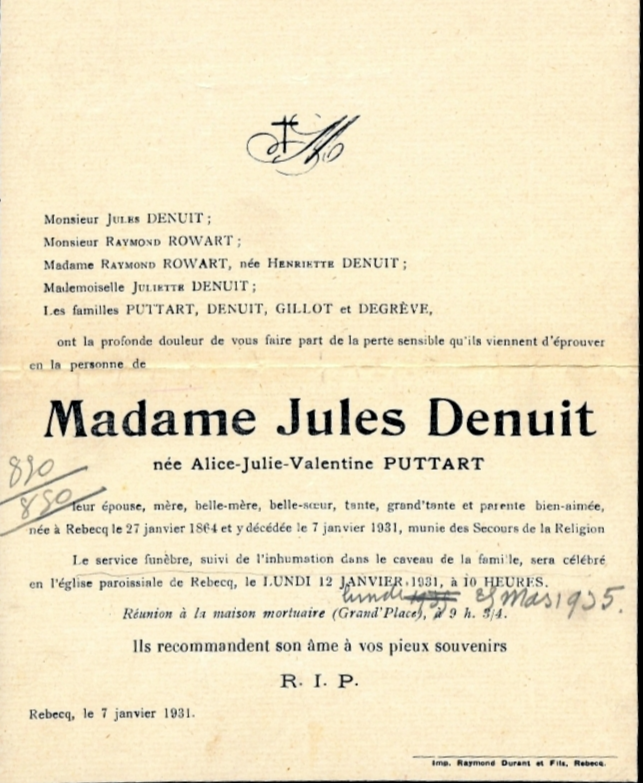 Monsieur Jules DENUIT ;
Monsieur Raymond ROWART ;
Madame Raymond ROWART, née Henriette DENUIT ;
Mademoiselle Juliette DENUIT ;
Les familles PUTTART, DENUIT, GILLOT et DEGRÈVE,
ont la profonde douleur de vous faire part de la perte sensible qu'ils viennent d'éprouver
en la personne de
Madame Jules Denuit
née Alice-Julie-Valentine PUTTART
890
890
leur épouse, mère, belle-mère, belle-sœur, tante, grand'tante et parente bien-aimée,
née à Rebecq le 27 janvier 1864 et y décédée le 7 janvier 1931, munie des Secours de la Religion
Le service funèbre, suivi de l'inhumation dans le caveau de la famille, sera célébré
en l'église paroissiale de Rebecq, le LUNDI 12 JANVIER 1931, à 10 HEURES.
lundi 25 Mars 1935.
Réunion à la maison mortuaire (Grand'Place), à 9 h. 3/4.
Ils recommandent son âme à vos pieux souvenirs
R. I. P.
Rebecq, le 7 janvier 1931.
Imp. Raymond Durant et Fils, Rebecq.